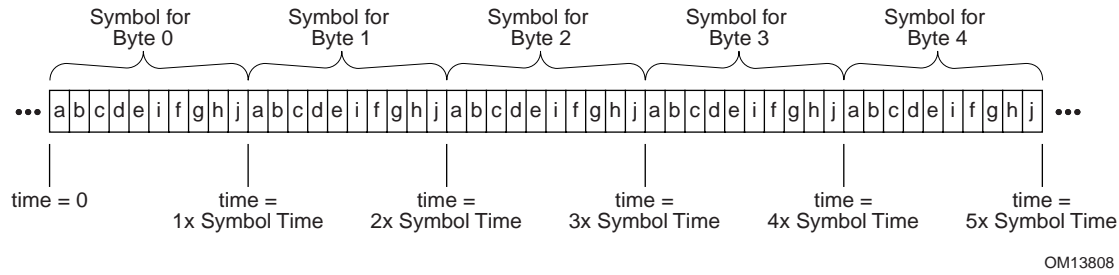 Symbol for Byte 0
Symbol for Byte 1
Symbol for Byte 2
Symbol for Byte 3
Symbol for Byte 4
••• a b c d e i f g h j a b c d e i f g h j a b c d e i f g h j a b c d e i f g h j a b c d e i f g h j •••
time = 0
time = 1x Symbol Time
time = 2x Symbol Time
time = 3x Symbol Time
time = 4x Symbol Time
time = 5x Symbol Time
OM13808